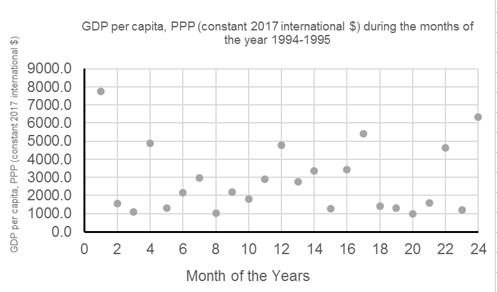 GDP per capita, PPP (constant 2017 international $) during the months of
the year 1994-1995
GDP per capita, PPP (constant 2017 international $)
9000.0
8000.0
7000.0
6000.0
5000.0
4000.0
3000.0
2000.0
1000.0
0.0
0 2 4 6 8 10 12 14 16 18 20 22 24
Month of the Years